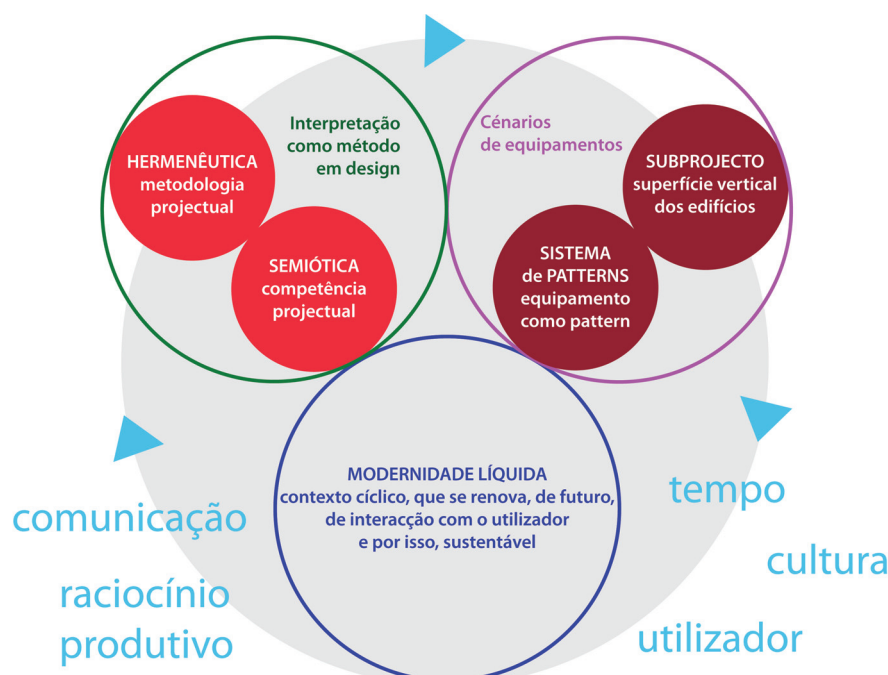 Interpretação
como método
em design
HERMENÊUTICA
metodologia
projectual
SEMIÓTICA
competência
projectual
Cénarios
de equipamentos
SUBPROJECTO
superfície vertical
dos edifícios
SISTEMA
de PATTERNS
equipamento
como pattern
MODERNIDADE LÍQUIDA
contexto cíclico, que se renova, de futuro,
de interacção com o utilizador
e por isso, sustentável
comunicação
raciocínio
produtivo
tempo
cultura
utilizador